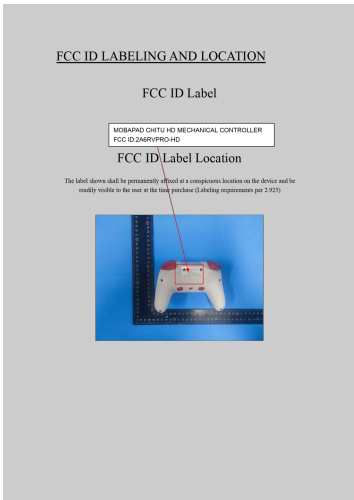 FCC ID LABELING AND LOCATION
FCC ID Label
MOBAPAD CHITU HD MECHANICAL CONTROLLER
FCC ID:2A6RVPRO-HD
FCC ID Label Location
The label shown shall be permanently affixed at a conspicuous location on the device and be
readily visible to the user at the time purchase (Labeling requirements per 2.925)